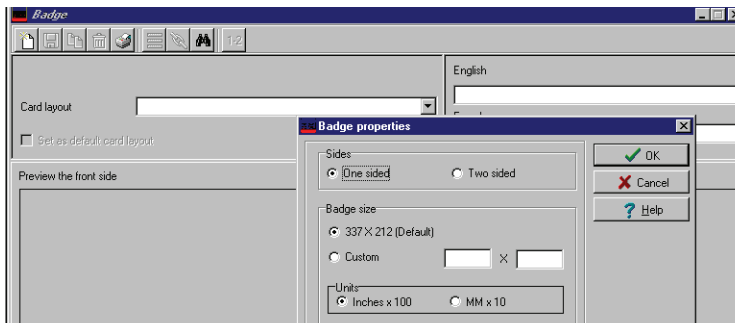 Badge
1-2
English
Card layout
Set as default card layout
Badge properties
Preview the front side
Sides
One sided
Two sided
OK
Cancel
Help
Badge size
337 X 212 (Default)
Custom
X
Units
Inches x 100
MM x 10